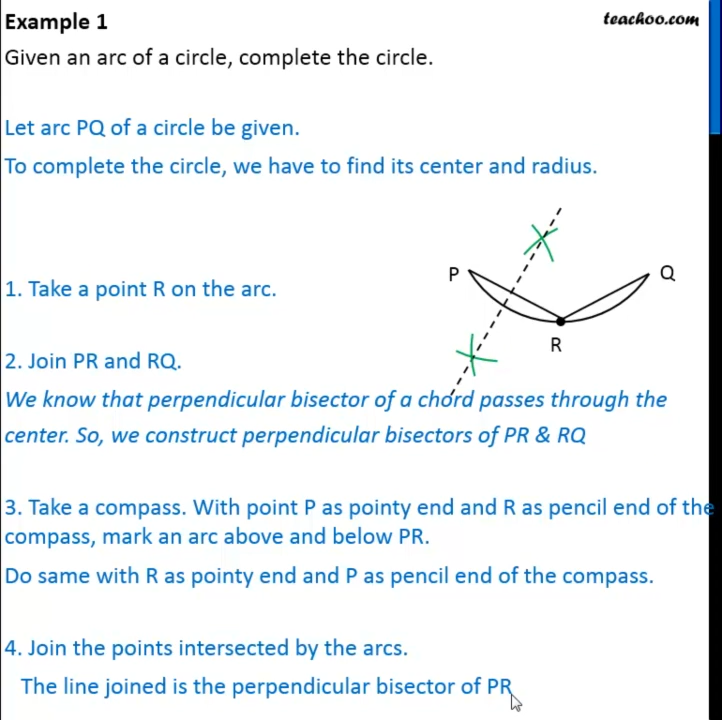 Example 1
teachoo.com
Given an arc of a circle, complete the circle.
Let arc PQ of a circle be given.
To complete the circle, we have to find its center and radius.
P
Q
1. Take a point R on the arc.
R
2. Join PR and RQ.
We know that perpendicular bisector of a chord passes through the
center. So, we construct perpendicular bisectors of PR & RQ
3. Take a compass. With point P as pointy end and R as pencil end of the
compass, mark an arc above and below PR.
Do same with R as pointy end and P as pencil end of the compass.
4. Join the points intersected by the arcs.
The line joined is the perpendicular bisector of PR